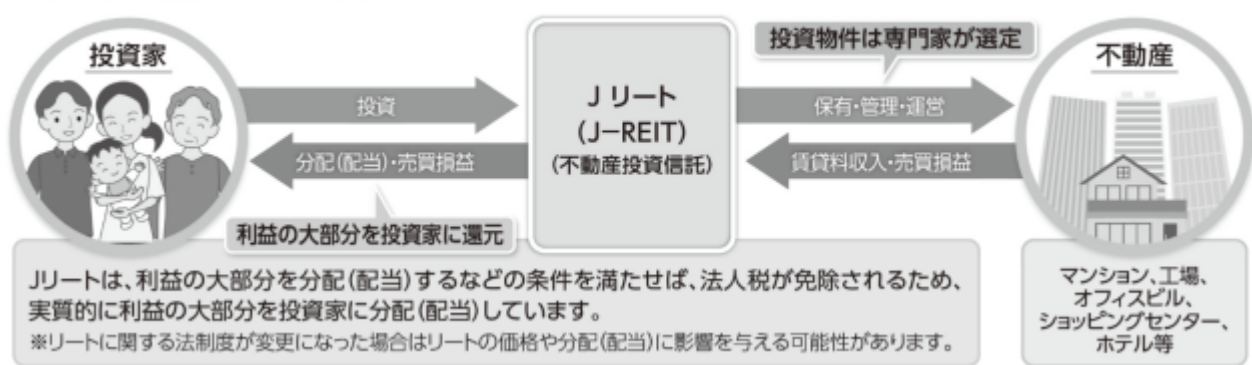 投資家
投資
分配(配当)・売買損益
利益の大部分を投資家に還元
Jリート
(J−REIT)
(不動産投資信託)
投資物件は専門家が選定
保有・管理・運営
賃貸料収入・売買損益
不動産
マンション、工場、
オフィスビル、
ショッピングセンター、
ホテル等
Jリートは、利益の大部分を分配(配当)するなどの条件を満たせば、法人税が免除されるため、
実質的に利益の大部分を投資家に分配(配当)しています。
※リートに関する法制度が変更になった場合はリートの価格や分配(配当)に影響を与える可能性があります。